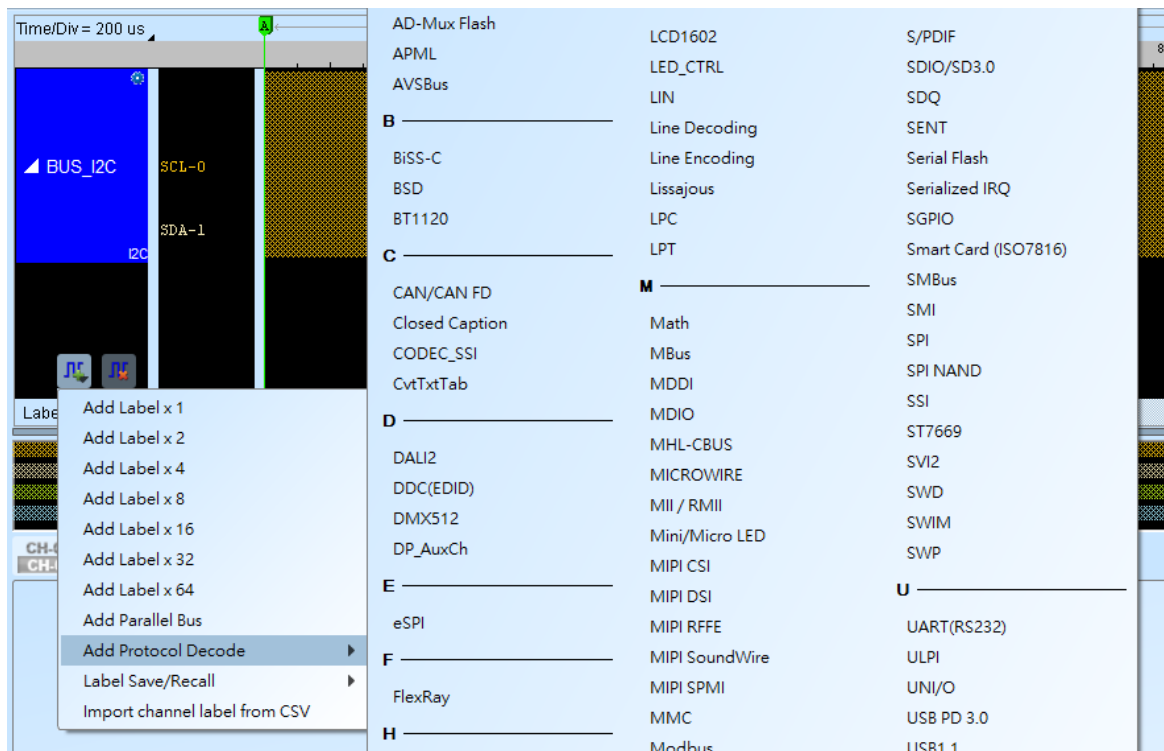 Time/Div = 200 us
A
8
BUS_I2C
SCL-0
SDA-1
I2C
Labe
CH-0
CH-
Add Label x 1
Add Label x 2
Add Label x 4
Add Label x 8
Add Label x 16
Add Label x 32
Add Label x 64
Add Parallel Bus
Add Protocol Decode
Label Save/Recall
Import channel label from CSV
AD-Mux Flash
APML
AVSBus
B
BiSS-C
BSD
BT1120
C
CAN/CAN FD
Closed Caption
CODEC_SSI
CvtTxtTab
D
DALI2
DDC(EDID)
DMX512
DP_AuxCh
E
eSPI
F
FlexRay
H
LCD1602
LED_CTRL
LIN
Line Decoding
Line Encoding
Lissajous
LPC
LPT
M
Math
MBus
MDDI
MDIO
MHL-CBUS
MICROWIRE
MII / RMII
Mini/Micro LED
MIPI CSI
MIPI DSI
MIPI RFFE
MIPI SoundWire
MIPI SPMI
MMC
Modbus
S/PDIF
SDIO/SD3.0
SDQ
SENT
Serial Flash
Serialized IRQ
SGPIO
Smart Card (ISO7816)
SMBus
SMI
SPI
SPI NAND
SSI
ST7669
SVI2
SWD
SWIM
SWP
U
UART(RS232)
ULPI
UNI/O
USB PD 3.0
USB1.1